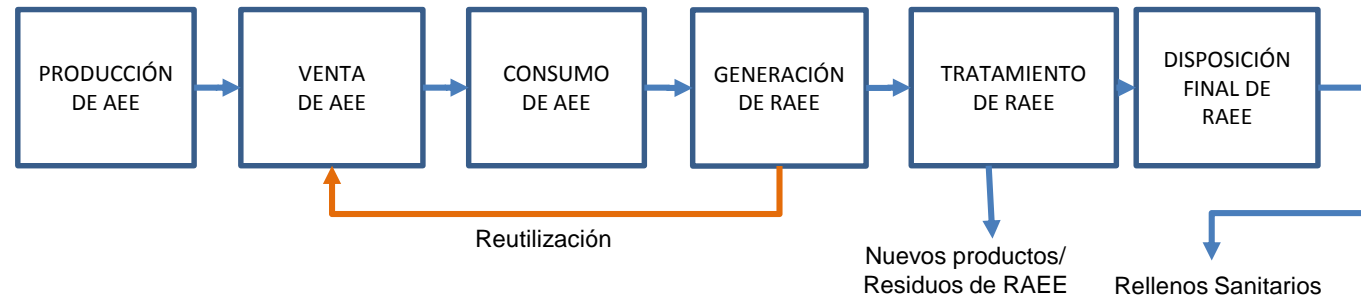 PRODUCCIÓN
DE AEE
VENTA
DE AEE
CONSUMO
DE AEE
GENERACIÓN
DE RAEE
TRATAMIENTO
DE RAEE
DISPOSICIÓN
FINAL DE
RAEE
Reutilización
Nuevos productos/
Residuos de RAEE
Rellenos Sanitarios